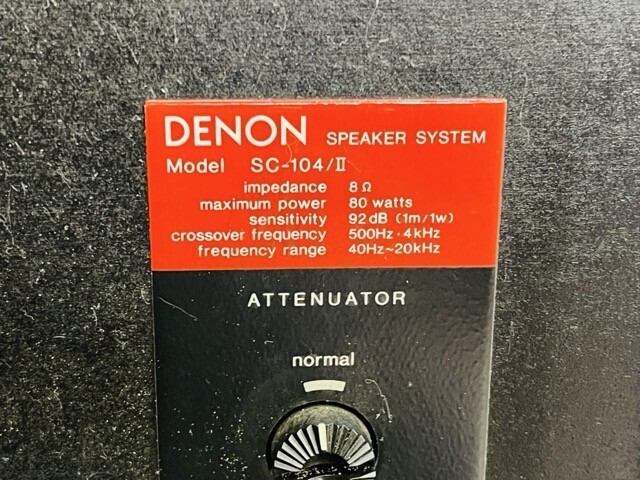 DENON SPEAKER SYSTEM
Model SC-104/II
impedance 8Ω
maximum power 80 watts
sensitivity 92dB (1m/1w)
crossover frequency 500Hz·4kHz
frequency range 40Hz~20kHz
ATTENUATOR
normal